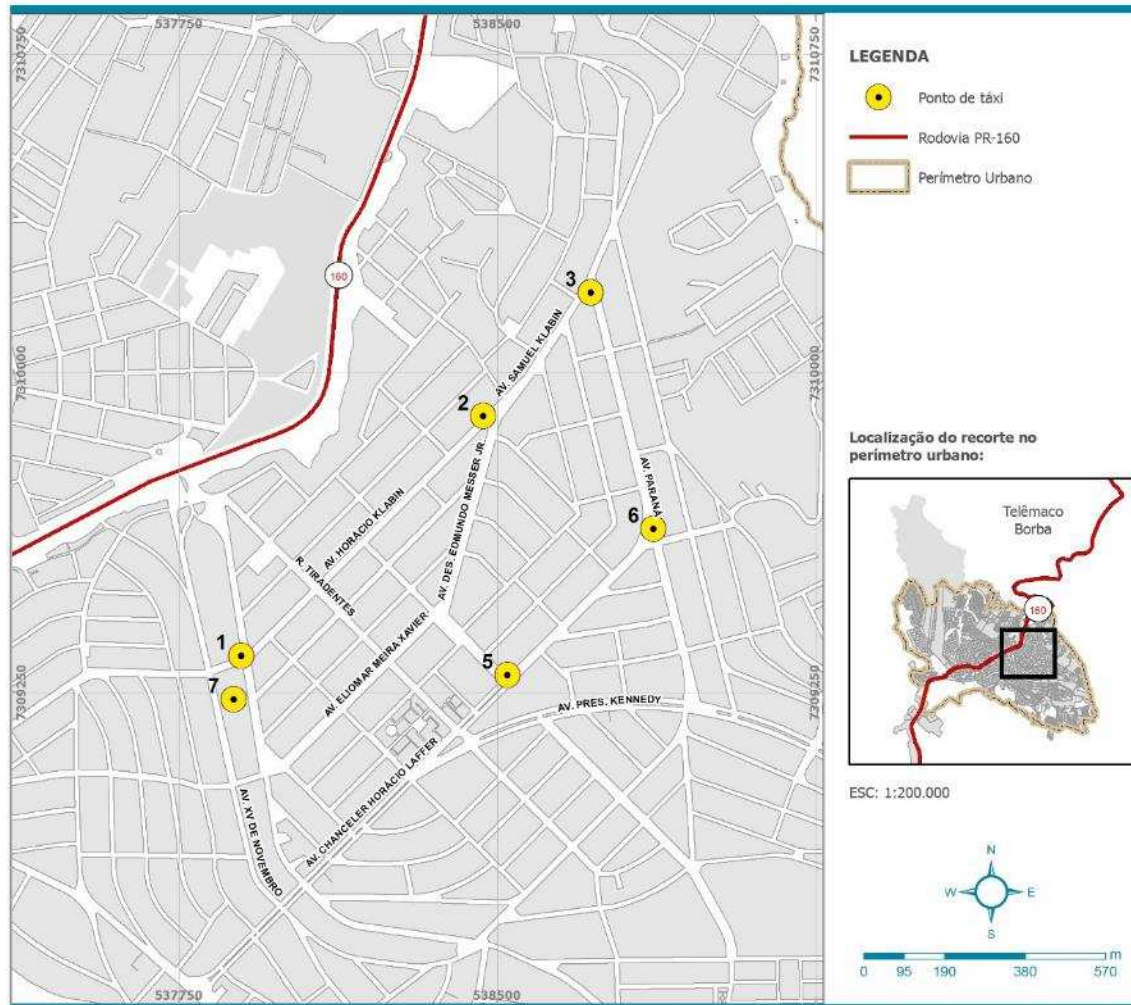 537750
538500
7310750
7310750
LEGENDA
Ponto de táxi
Rodovia PR-160
Perímetro Urbano
160
3
AV. SAMUEL KLABIN
7310000
7310000
2
AV. HORÁCIO KLABIN
AV. DES. EDMUNDO MESSER JR.
AV. PARANÁ
6
R. TIRADENTES
AV. ELIOMAR MEIRA XAVIER
1
7
5
7309250
7309250
AV. PRES. KENNEDY
AV. CHANCELER HORÁCIO LAFFER
AV. XV DE NOVEMBRO
537750
538500
Localização do recorte no
perímetro urbano:
Telêmaco
Borba
160
ESC: 1:200.000
N
W
E
S
m
0 95 190 380 570